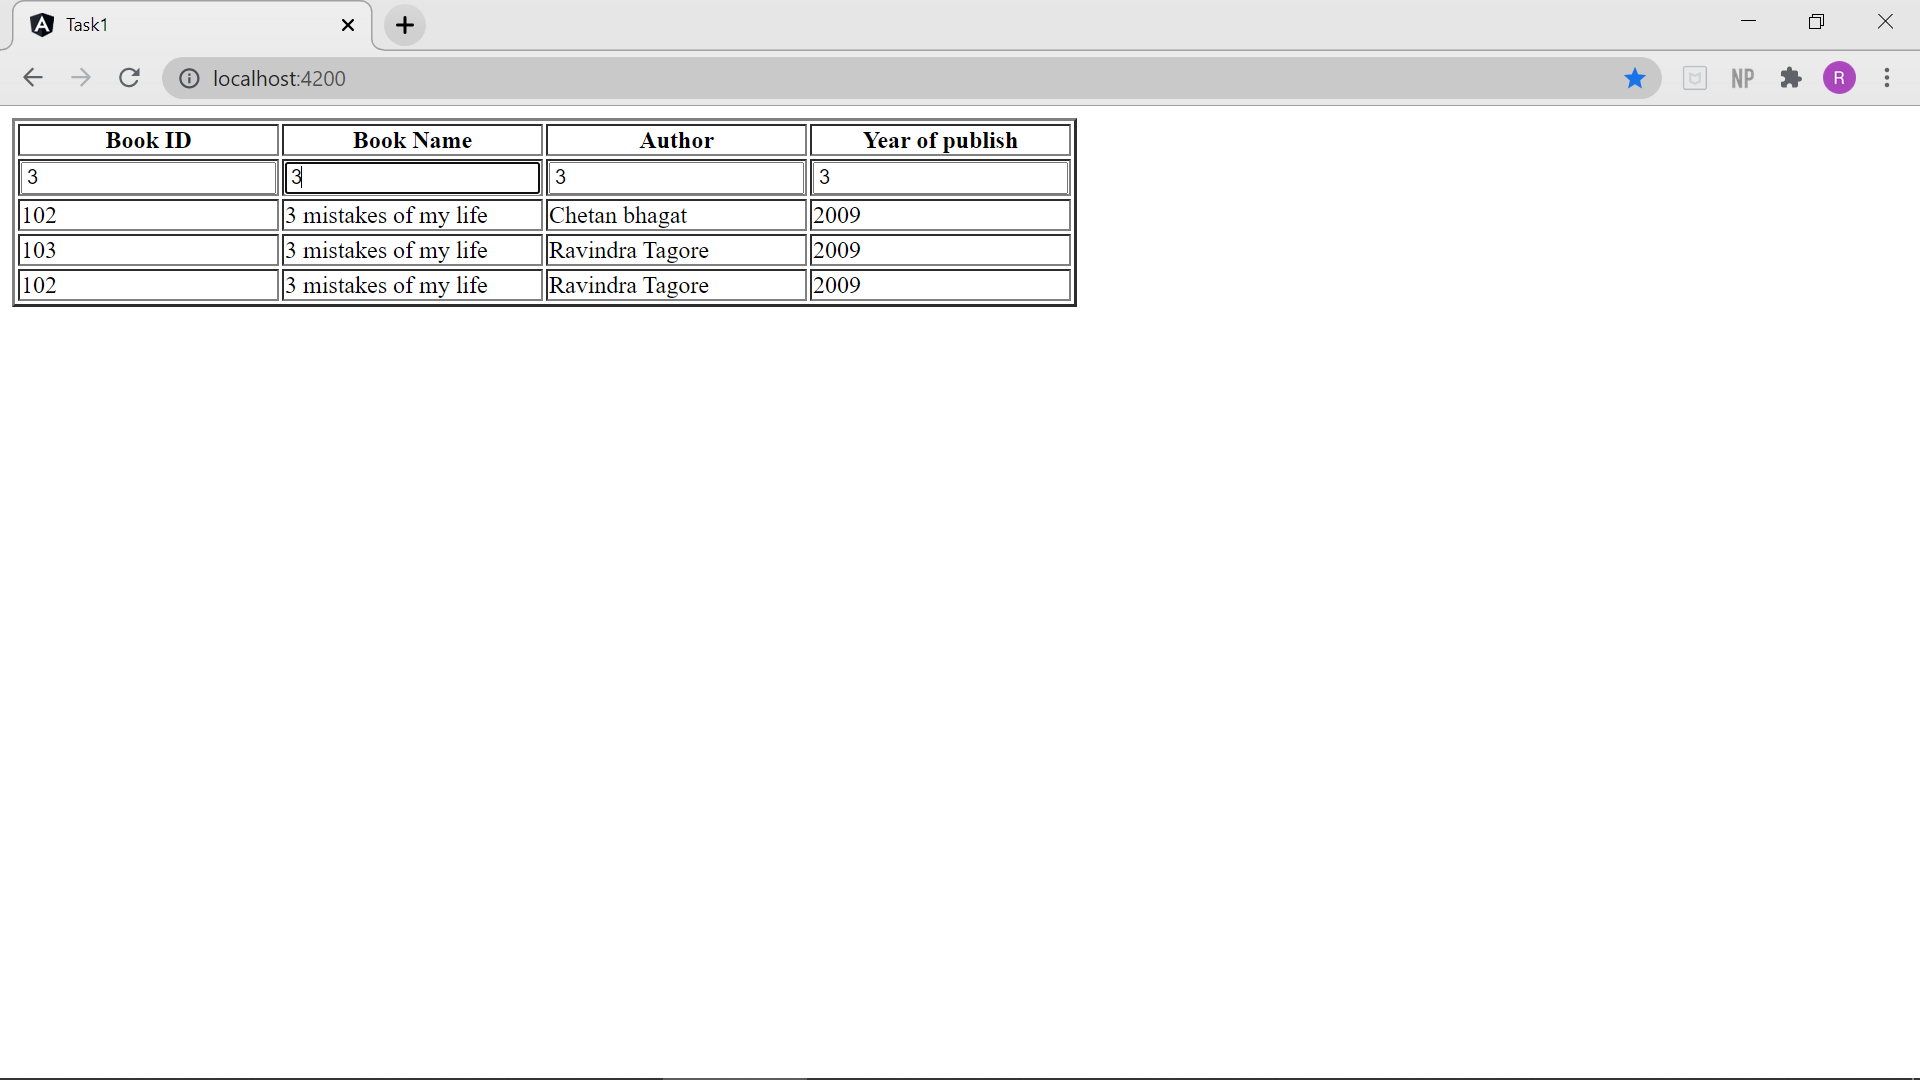 Task1
localhost:4200
NP
R
Book ID Book Name Author Year of publish
3 3 3 3
102 3 mistakes of my life Chetan bhagat 2009
103 3 mistakes of my life Ravindra Tagore 2009
102 3 mistakes of my life Ravindra Tagore 2009